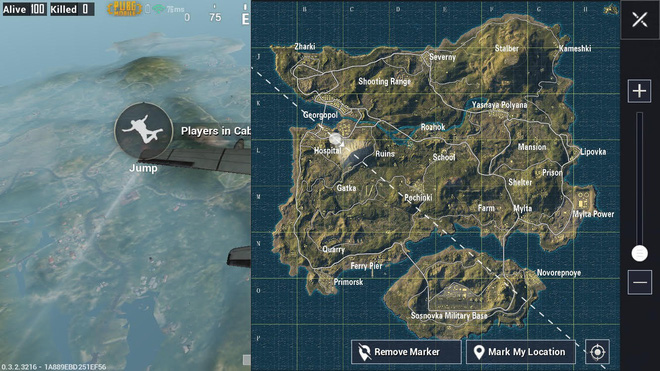 Alive 100 Killed 0
PUBG
MOBILE
78ms
0
75
E
Players in Cab
Jump
0.3.2.3216 - 1A889EBD251EF56
B C D E F G H
J
K
L
M
N
O
P
Zharki
Severny
Stalber
Kameshki
Shooting Range
Georgopol
Yasnaya Polyana
Rozhok
Hospital
Ruins
School
Mansion
Lipovka
Prison
Gatka
Shelter
Pochinki
Farm
Mylta
Mylta Power
Quarry
Ferry Pier
Primorsk
Novorepnoye
Sosnovka Military Base
Remove Marker
Mark My Location